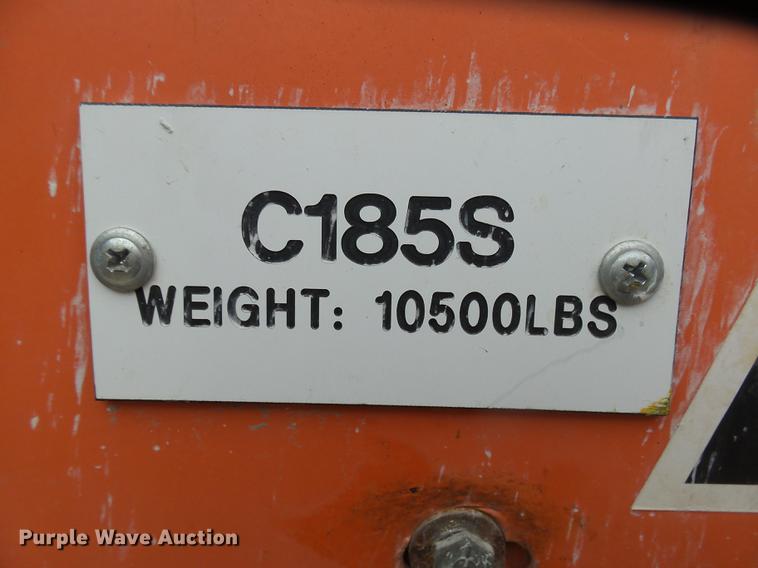 C185S
WEIGHT: 10500LBS
Purple Wave Auction